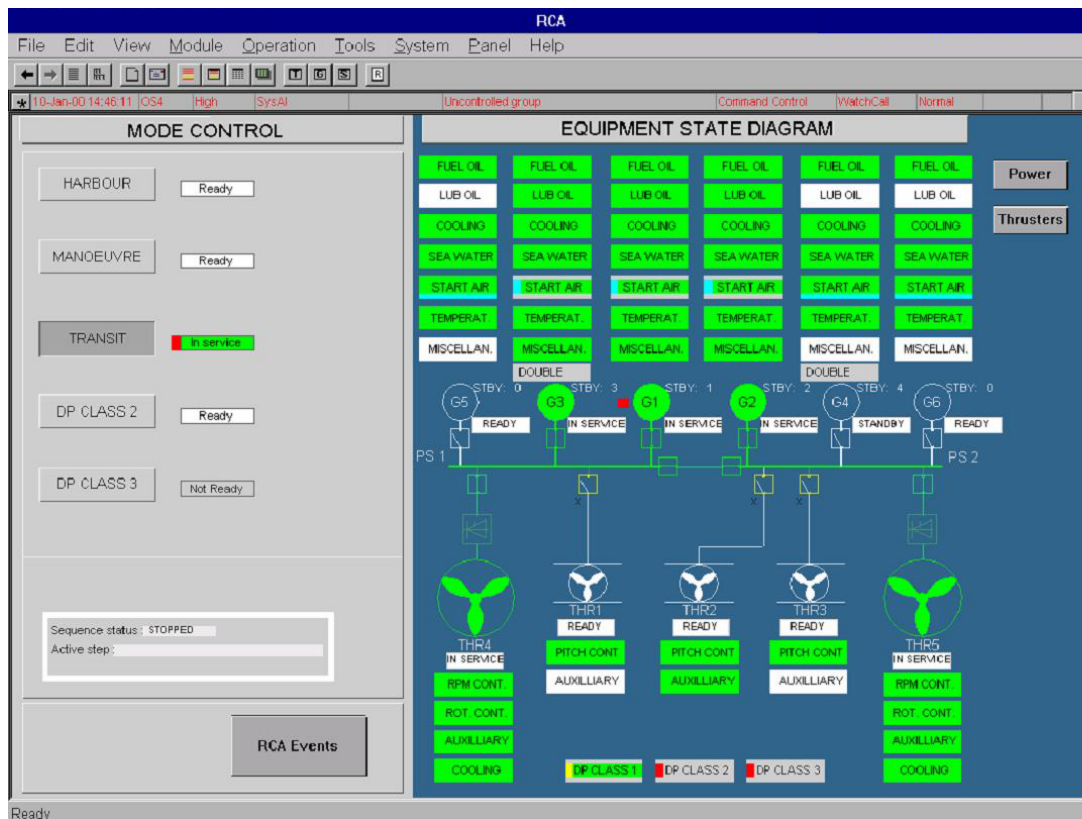 RCA
File Edit View Module Operation Tools System Panel Help
T G S R
* 10-Jan-00 14:46:11 OS4 High SysAl Uncontrolled group Command Control WatchCall Normal
MODE CONTROL
HARBOUR Ready
MANOEUVRE Ready
TRANSIT In service
DP CLASS 2 Ready
DP CLASS 3 Not Ready
Sequence status : STOPPED
Active step :
RCA Events
EQUIPMENT STATE DIAGRAM
FUEL OIL FUEL OIL FUEL OIL FUEL OIL FUEL OIL FUEL OIL
LUB OIL LUB OIL LUB OIL LUB OIL LUB OIL LUB OIL
COOLING COOLING COOLING COOLING COOLING COOLING
SEA WATER SEA WATER SEA WATER SEA WATER SEA WATER SEA WATER
START AIR START AIR START AIR START AIR START AIR START AIR
TEMPERAT. TEMPERAT. TEMPERAT. TEMPERAT. TEMPERAT. TEMPERAT.
MISCELLAN. MISCELLAN. MISCELLAN. MISCELLAN. MISCELLAN. MISCELLAN.
DOUBLE DOUBLE
STBY: 0 STBY: 3 STBY: 1 STBY: 2 STBY: 4 STBY: 0
G5 G3 G1 G2 G4 G6
READY IN SERVICE IN SERVICE IN SERVICE STANDBY READY
PS 1 PS 2
x x x
THR1 THR2 THR3
READY READY READY
THR4 THR5
IN SERVICE IN SERVICE
PITCH CONT PITCH CONT PITCH CONT
AUXILLIARY AUXILLIARY AUXILLIARY
RPM CONT. RPM CONT.
ROT. CONT. ROT. CONT.
AUXILLIARY AUXILLIARY
COOLING DP CLASS 1 DP CLASS 2 DP CLASS 3 COOLING
Power
Thrusters
Ready